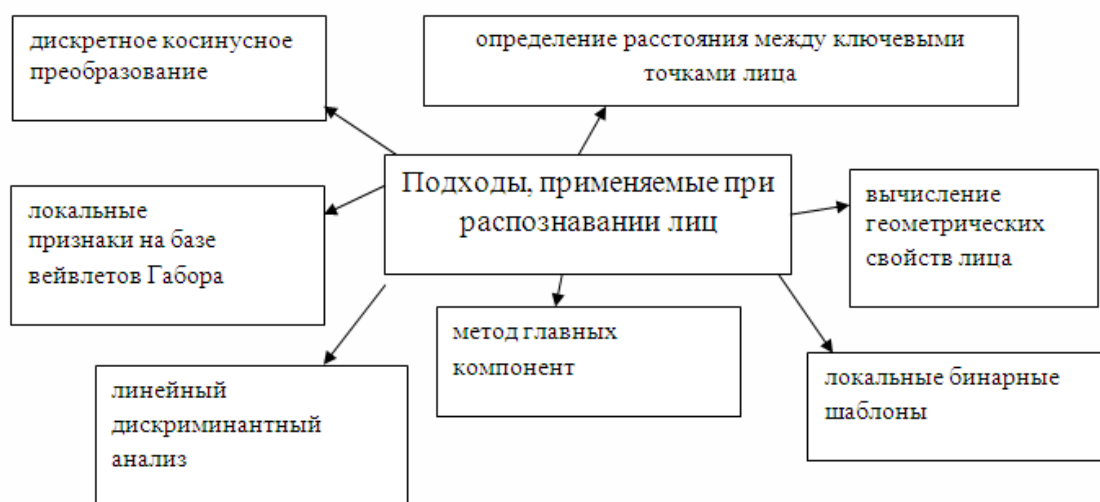 дискретное косинусное
преобразование
определение расстояния между ключевыми
точками лица
Подходы, применяемые при
распознавании лиц
локальные
признаки на базе
вейвлетов Габора
вычисление
геометрических
свойств лица
метод главных
компонент
линейный
дискриминантный
анализ
локальные бинарные
шаблоны